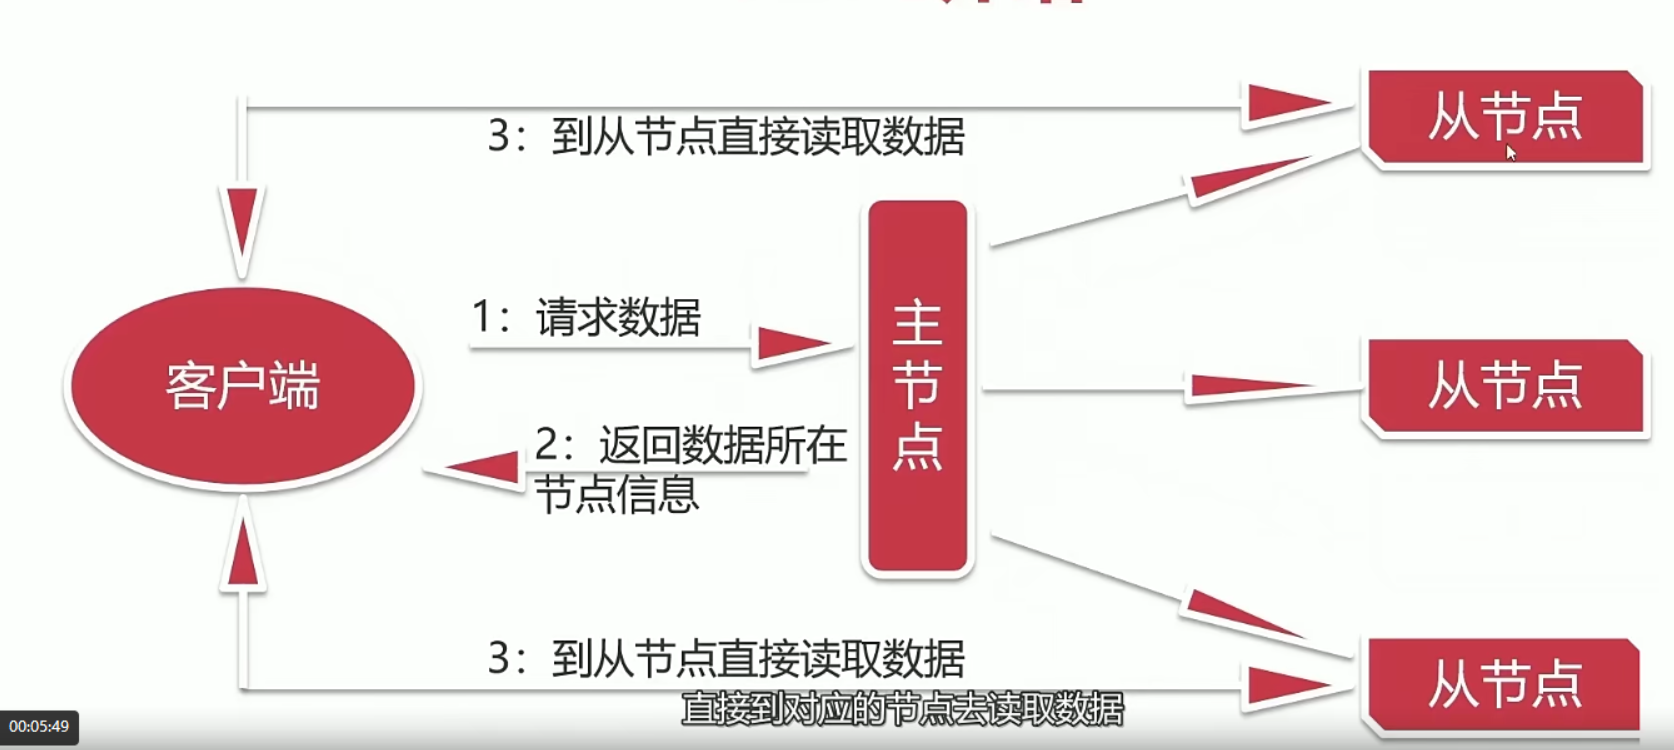 3：到从节点直接读取数据
从节点
1：请求数据
主节点
客户端
从节点
2：返回数据所在
节点信息
3：到从节点直接读取数据
从节点
直接到对应的节点去读取数据
00:05:49